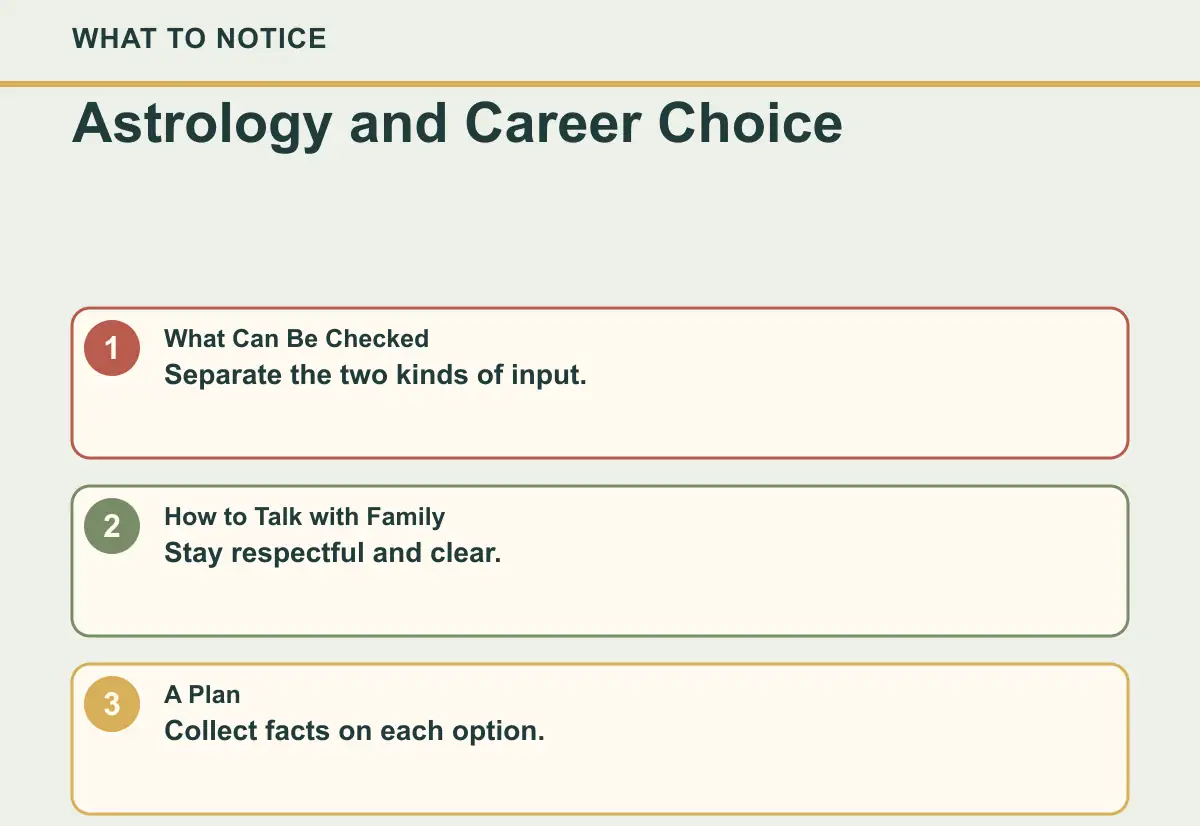 WHAT TO NOTICE
Astrology and Career Choice
1
What Can Be Checked
Separate the two kinds of input.
2
How to Talk with Family
Stay respectful and clear.
3
A Plan
Collect facts on each option.